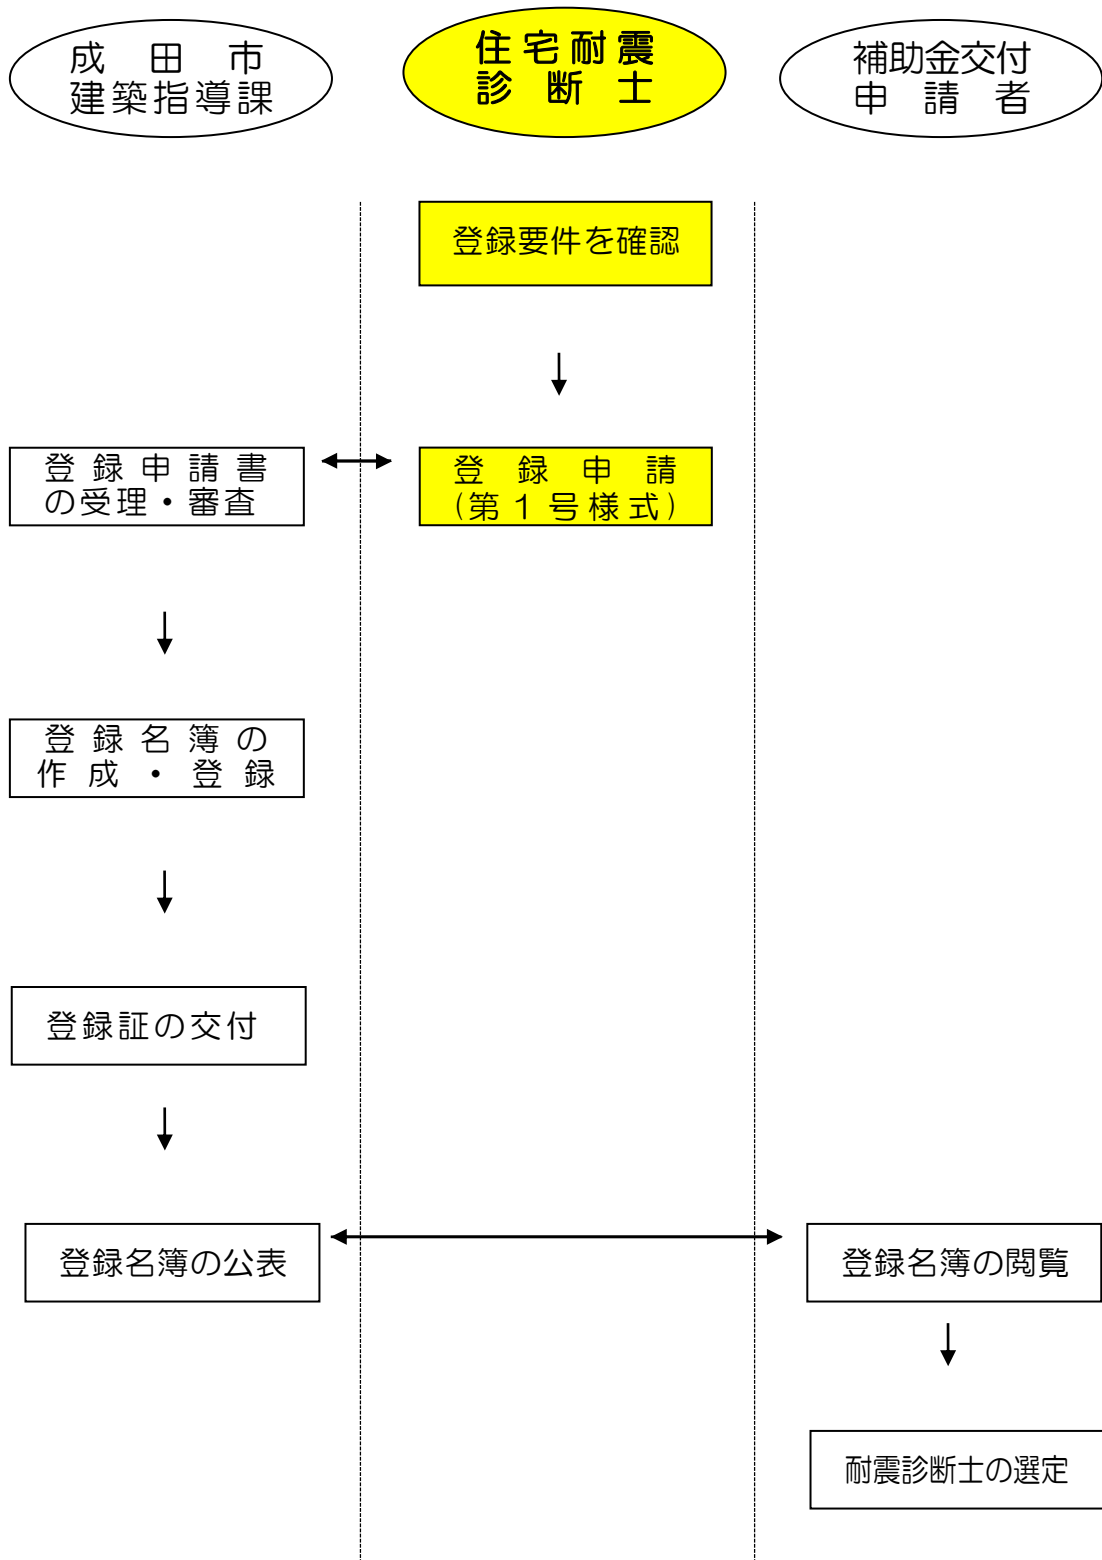 成田市
建築指導課
住宅耐震
診断士
補助金交付
申請者
登録要件を確認
登録申請書
の受理・審査
登録申請
(第1号様式)
登録名簿の
作成・登録
登録証の交付
登録名簿の公表
登録名簿の閲覧
耐震診断士の選定